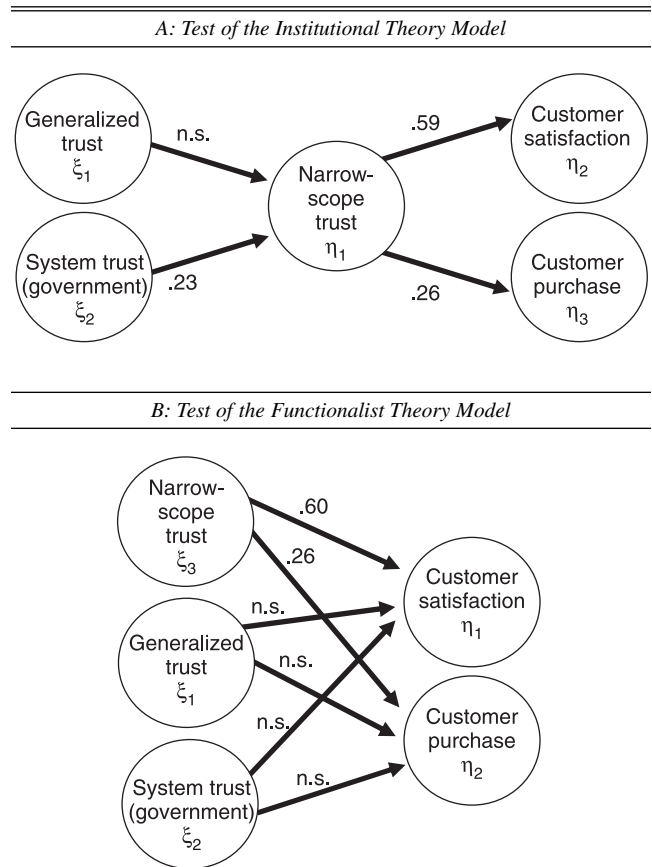 A: Test of the Institutional Theory Model
Generalized
trust
ξ1
n.s.
System trust
(government)
ξ2
.23
Narrow-
scope
trust
η1
.59
.26
Customer
satisfaction
η2
Customer
purchase
η3
B: Test of the Functionalist Theory Model
Narrow-
scope
trust
ξ3
.60
.26
Generalized
trust
ξ1
n.s.
n.s.
System trust
(government)
ξ2
n.s.
n.s.
Customer
satisfaction
η1
Customer
purchase
η2